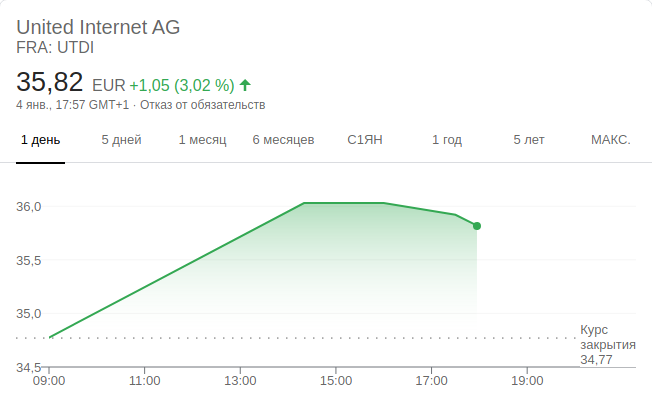 United Internet AG
FRA: UTDI
35,82 EUR +1,05 (3,02 %)
4 янв., 17:57 GMT+1 · Отказ от обязательств
1 день 5 дней 1 месяц 6 месяцев С1ЯН 1 год 5 лет МАКС.
36,0
35,5
35,0
Курс
закрытия
34,77
34,5
09:00 11:00 13:00 15:00 17:00 19:00